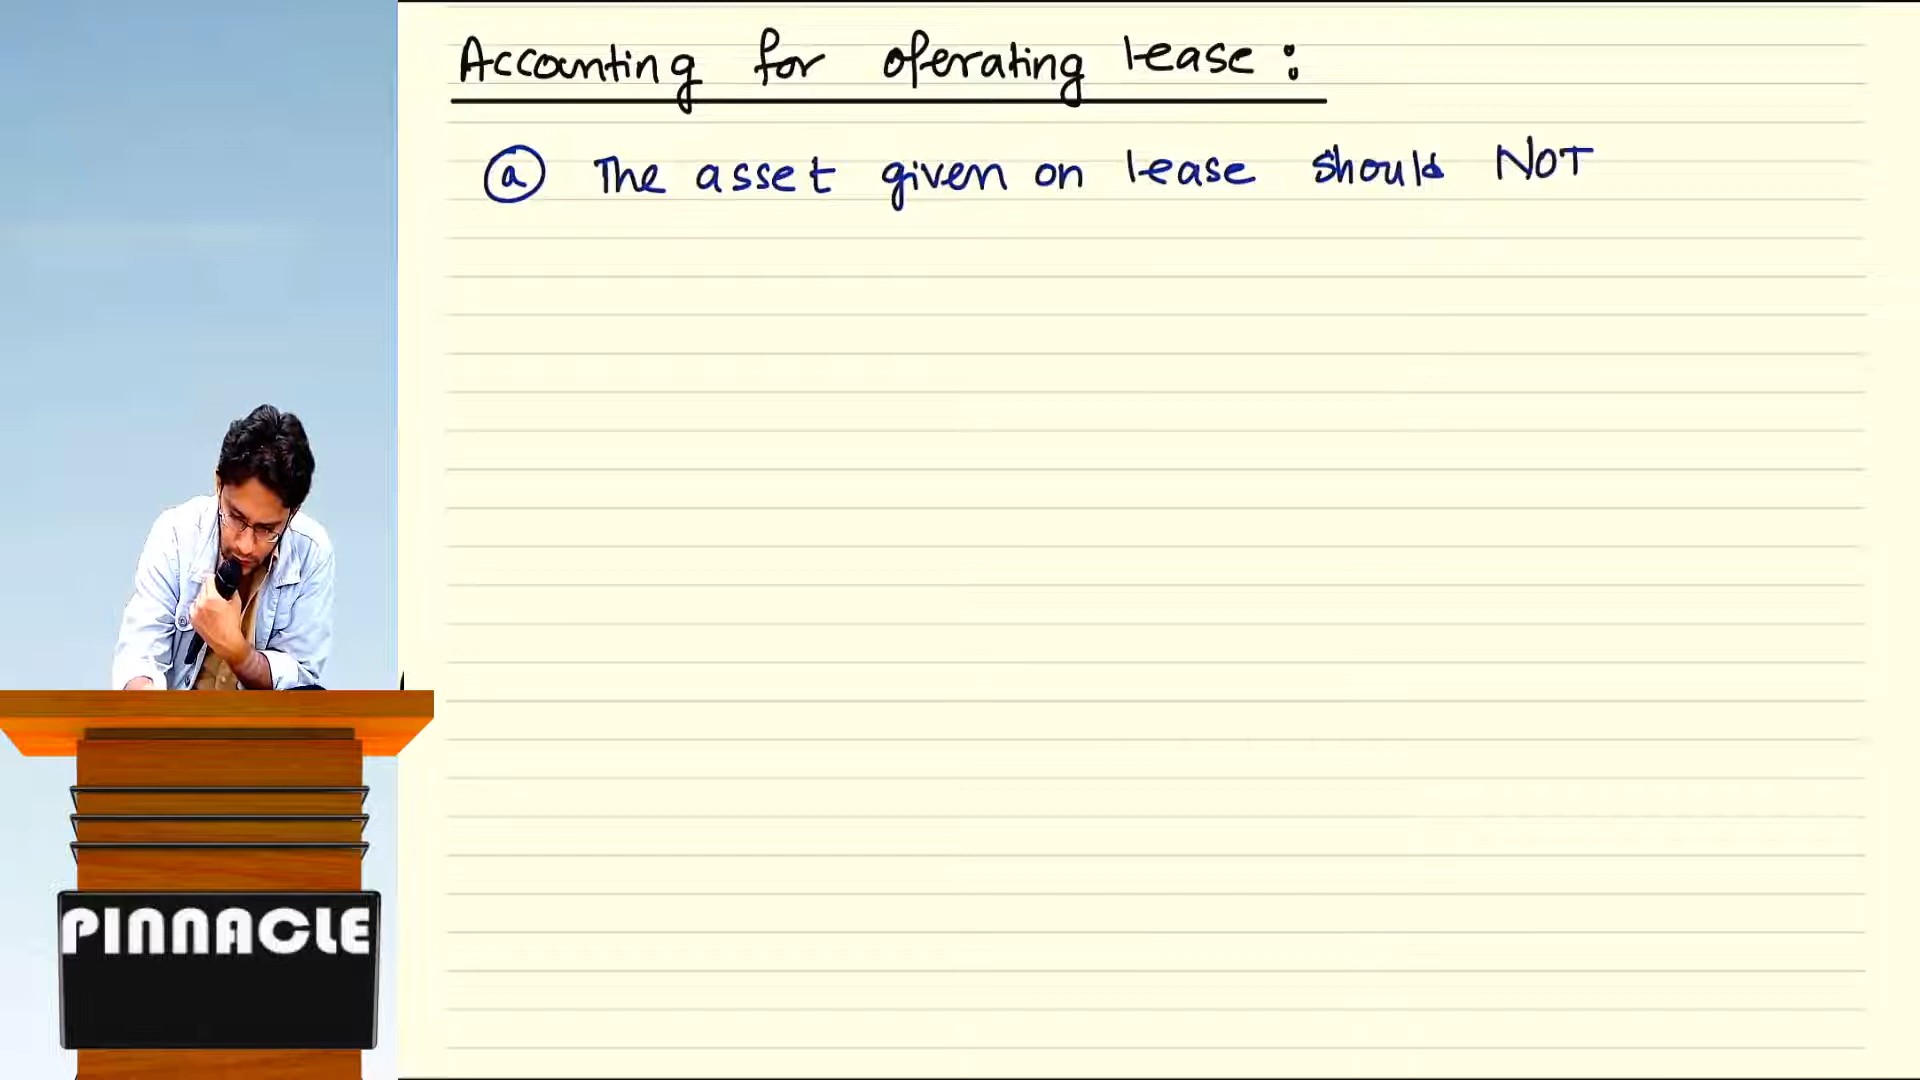 Accounting for operating lease :
(a) The asset given on lease should NOT
PINNACLE